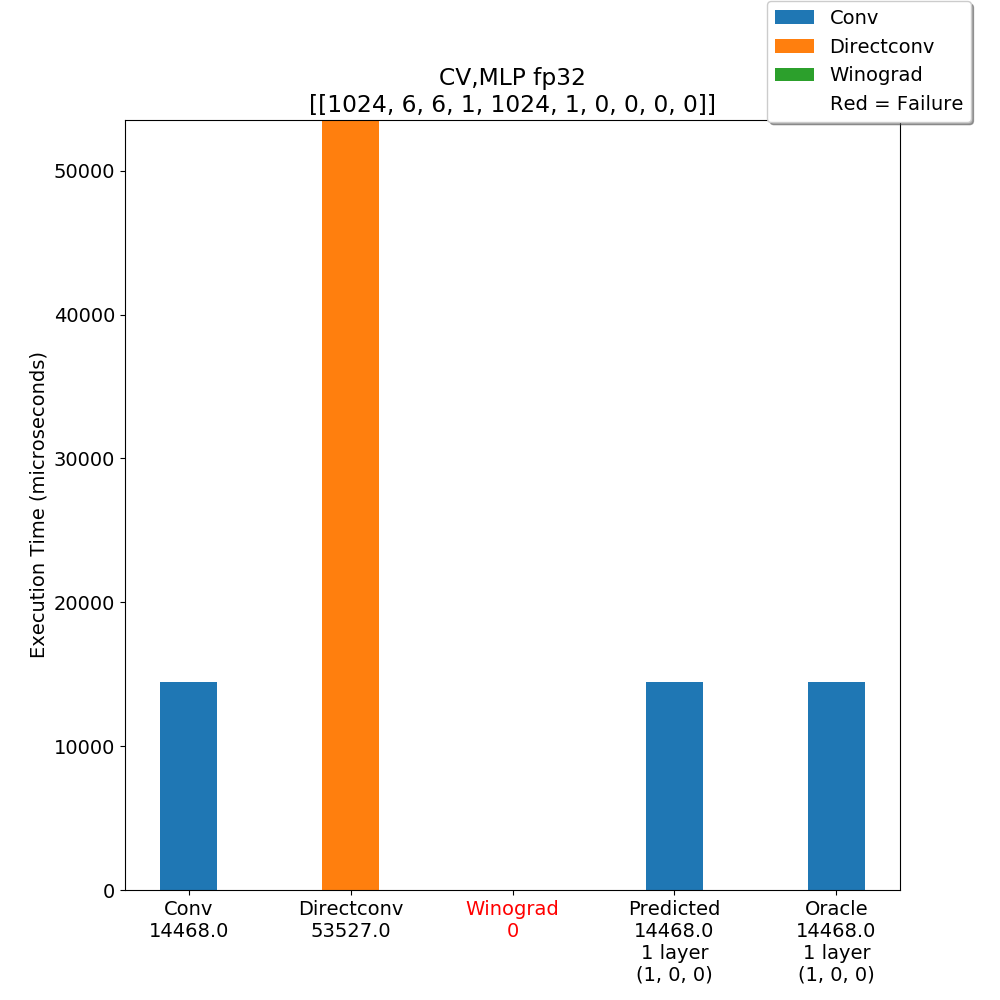 Conv
Directconv
Winograd
Red = Failure
CV,MLP fp32
[[1024, 6, 6, 1, 1024, 1, 0, 0, 0, 0]]
Execution Time (microseconds)
50000
40000
30000
20000
10000
0
Conv
14468.0
Directconv
53527.0
Winograd
0
Predicted
14468.0
1 layer
(1, 0, 0)
Oracle
14468.0
1 layer
(1, 0, 0)